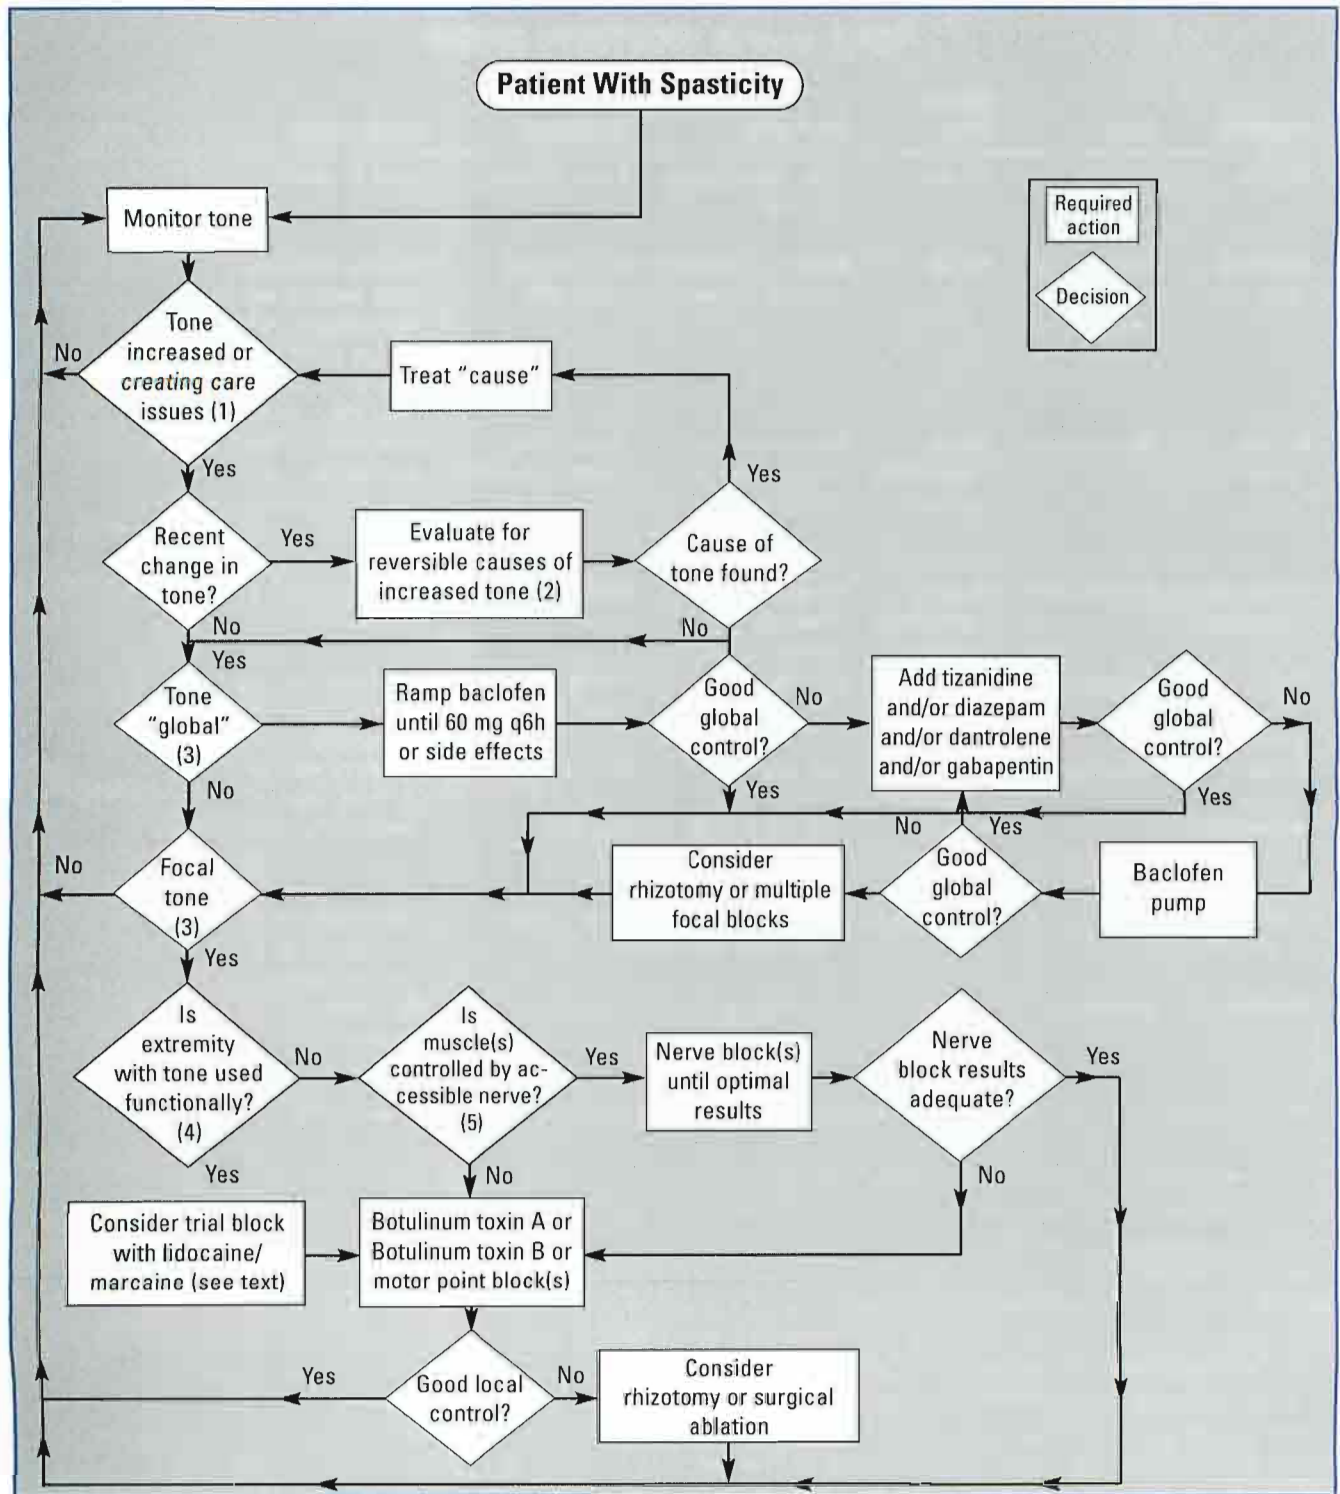 Patient With Spasticity
Monitor tone
Required
action
Decision
Tone
increased or
creating care
issues (1)
No
Treat "cause"
Yes
Yes
Recent
change in
tone?
Yes
Evaluate for
reversible causes of
increased tone (2)
Cause of
tone found?
No
No
Yes
Tone
"global"
(3)
Ramp baclofen
until 60 mg q6h
or side effects
Good
global
control?
No
Add tizanidine
and/or diazepam
and/or dantrolene
and/or gabapentin
Good
global
control?
No
No
Yes
Yes
No
Yes
Focal
tone
(3)
No
Consider
rhizotomy or multiple
focal blocks
Good
global
control?
Baclofen
pump
Yes
Is
extremity
with tone used
functionally?
(4)
No
Is
muscle(s)
controlled by ac-
cessible nerve?
(5)
Yes
Nerve block(s)
until optimal
results
Nerve
block results
adequate?
Yes
Yes
No
No
Consider trial block
with lidocaine/
marcaine (see text)
Botulinum toxin A or
Botulinum toxin B or
motor point block(s)
Yes
Good local
control?
No
Consider
rhizotomy or surgical
ablation